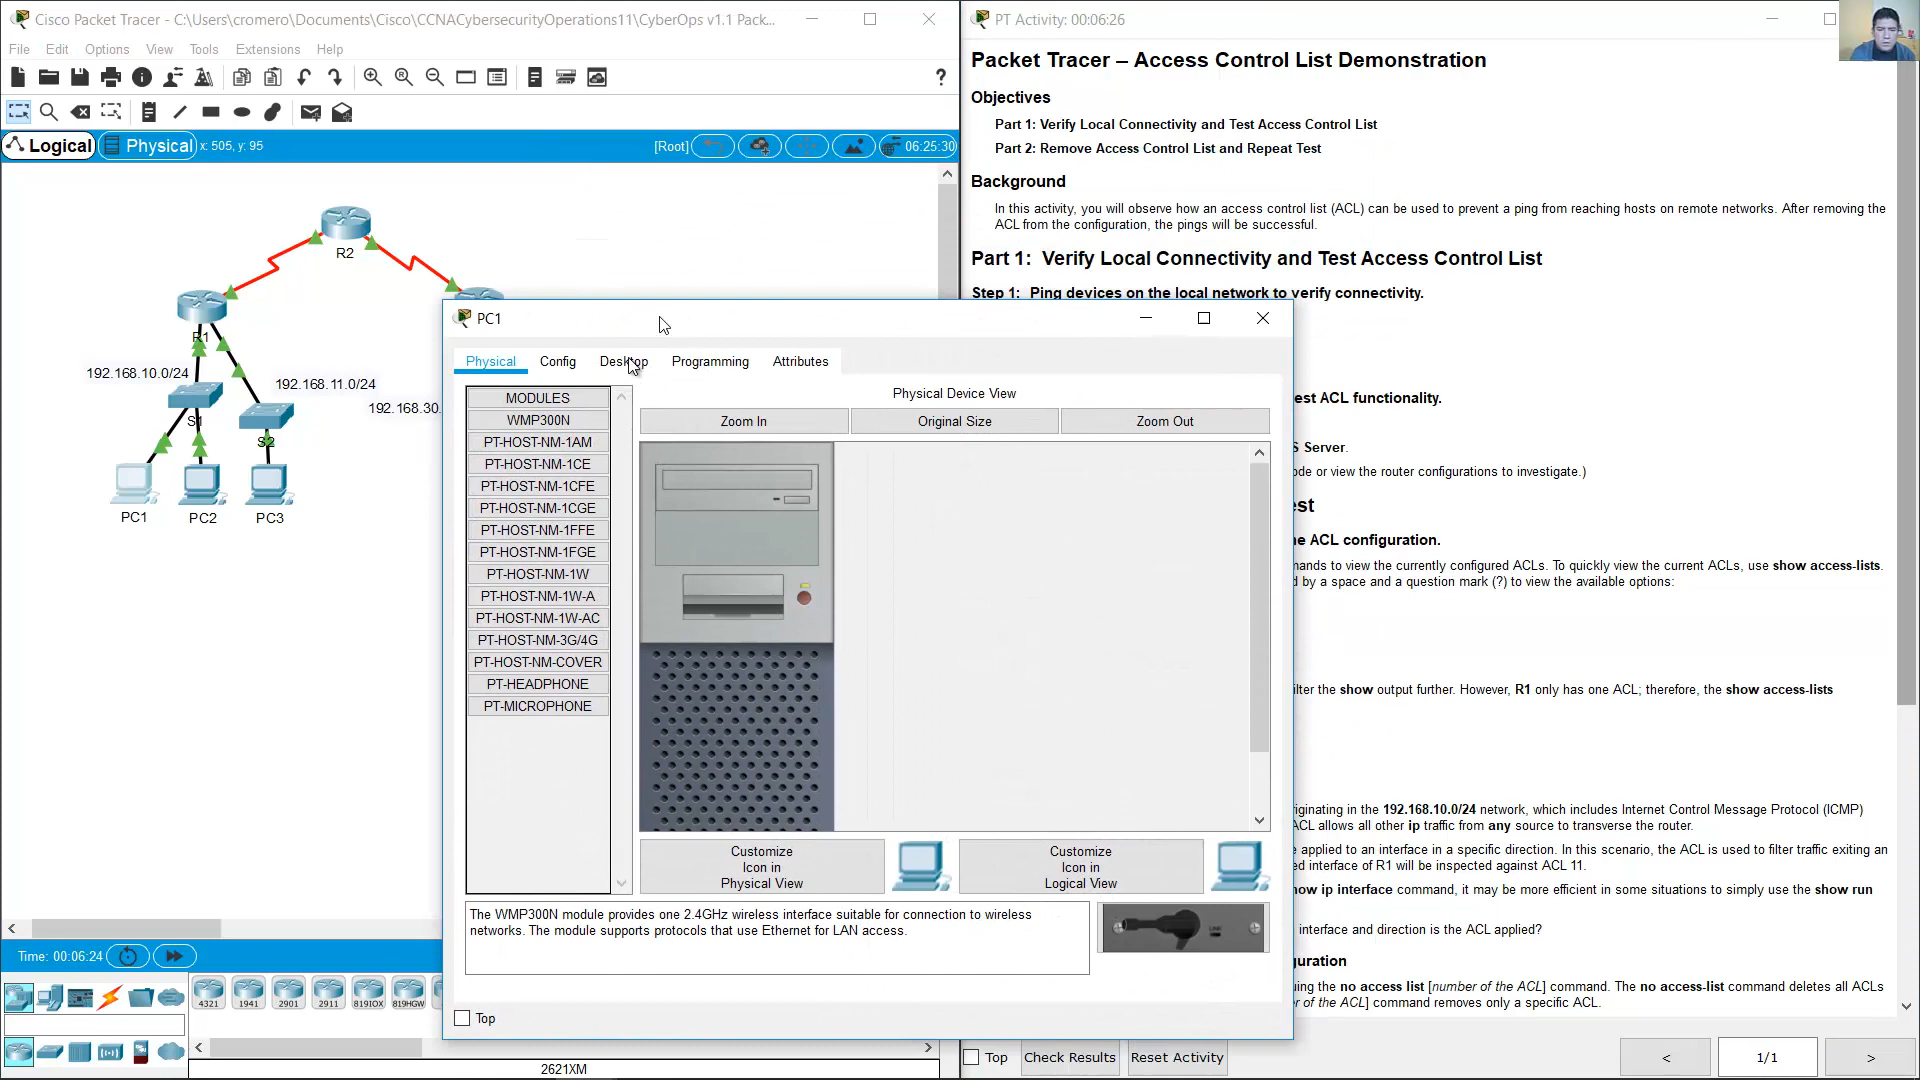 Cisco Packet Tracer - C:\Users\cromero\Documents\Cisco\CCNACybersecurityOperations11\CyberOps v1.1 Pack...
File Edit Options View Tools Extensions Help
Logical
Physical
x: 505, y: 95
[Root]
06:25:30
R2
R1
192.168.10.0/24
192.168.11.0/24
192.168.30.
S1
S2
PC1
PC2
PC3
Time: 00:06:24
4321
1941
2901
2911
819IOX
819HGW
2621XM
PC1
Physical
Config
Desktop
Programming
Attributes
MODULES
WMP300N
PT-HOST-NM-1AM
PT-HOST-NM-1CE
PT-HOST-NM-1CFE
PT-HOST-NM-1CGE
PT-HOST-NM-1FFE
PT-HOST-NM-1FGE
PT-HOST-NM-1W
PT-HOST-NM-1W-A
PT-HOST-NM-1W-AC
PT-HOST-NM-3G/4G
PT-HOST-NM-COVER
PT-HEADPHONE
PT-MICROPHONE
Physical Device View
Zoom In
Original Size
Zoom Out
Customize
Icon in
Physical View
Customize
Icon in
Logical View
The WMP300N module provides one 2.4GHz wireless interface suitable for connection to wireless
networks. The module supports protocols that use Ethernet for LAN access.
Top
PT Activity: 00:06:26
Packet Tracer – Access Control List Demonstration
Objectives
Part 1: Verify Local Connectivity and Test Access Control List
Part 2: Remove Access Control List and Repeat Test
Background
In this activity, you will observe how an access control list (ACL) can be used to prevent a ping from reaching hosts on remote networks. After removing the
ACL from the configuration, the pings will be successful.
Part 1: Verify Local Connectivity and Test Access Control List
Step 1: Ping devices on the local network to verify connectivity.
est ACL functionality.
S Server.
ode or view the router configurations to investigate.)
est
e ACL configuration.
mands to view the currently configured ACLs. To quickly view the current ACLs, use show access-lists.
d by a space and a question mark (?) to view the available options:
ilter the show output further. However, R1 only has one ACL; therefore, the show access-lists
riginating in the 192.168.10.0/24 network, which includes Internet Control Message Protocol (ICMP)
ACL allows all other ip traffic from any source to transverse the router.
e applied to an interface in a specific direction. In this scenario, the ACL is used to filter traffic exiting an
ed interface of R1 will be inspected against ACL 11.
how ip interface command, it may be more efficient in some situations to simply use the show run
interface and direction is the ACL applied?
uration
uing the no access list [number of the ACL] command. The no access-list command deletes all ACLs
r of the ACL] command removes only a specific ACL.
Top
Check Results
Reset Activity
<
1/1
>